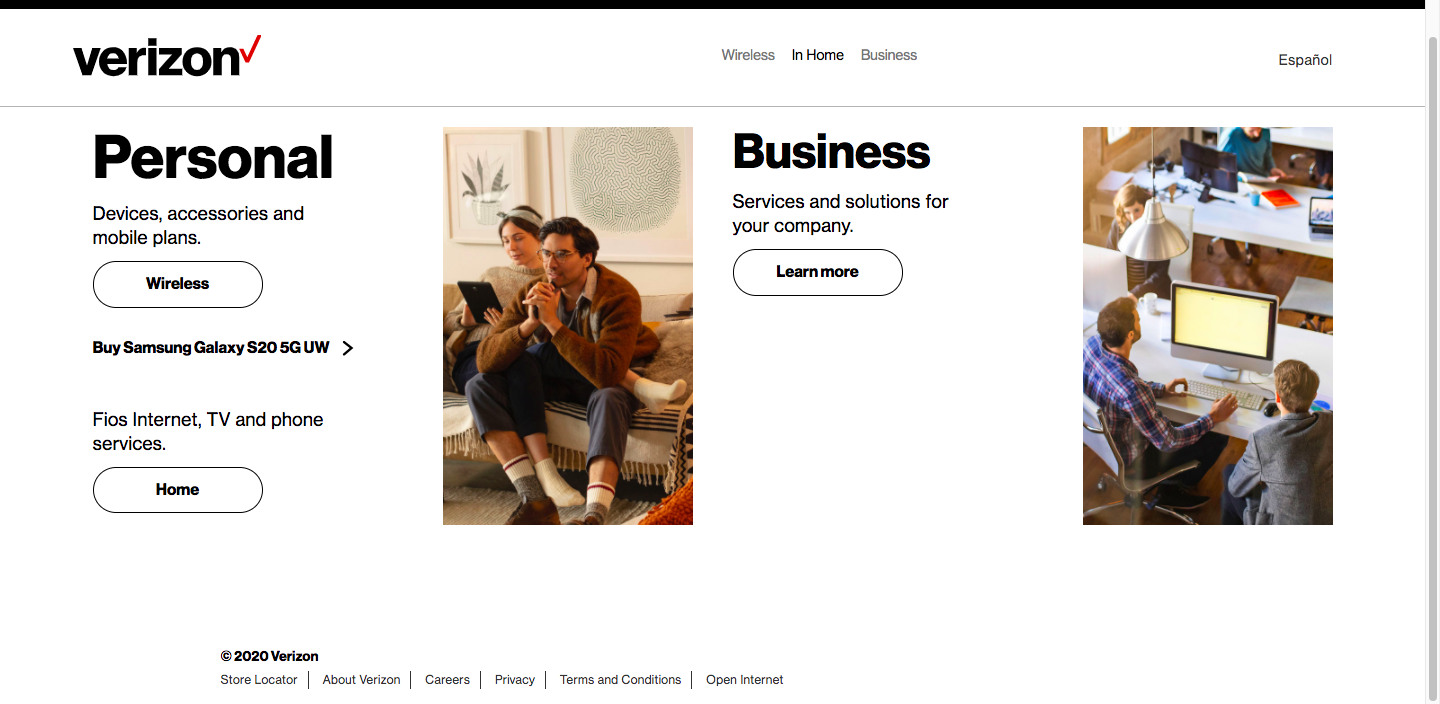 verizon
Wireless
In Home
Business
Español
Personal
Devices, accessories and
mobile plans.
Wireless
Buy Samsung Galaxy S20 5G UW
Fios Internet, TV and phone
services.
Home
Business
Services and solutions for
your company.
Learn more
© 2020 Verizon
Store Locator
About Verizon
Careers
Privacy
Terms and Conditions
Open Internet